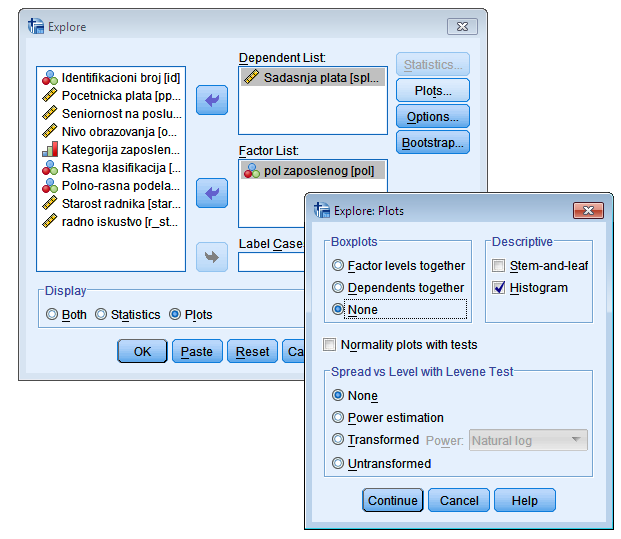 Explore
Dependent List:
Identifikacioni broj [id]
Pocetnicka plata [pp...
Seniornost na poslu...
Nivo obrazovanja [o...
Kategorija zaposlen...
Rasna klasifikacija [...
Polno-rasna podela...
Starost radnika [star...
radno iskustvo [r_st...
Sadasnja plata [spl...
Statistics...
Plots...
Options...
Bootstrap...
Factor List:
pol zaposlenog [pol]
Label Case
Display
Both Statistics Plots
OK Paste Reset Ca
Explore: Plots
Boxplots
Factor levels together
Dependents together
None
Descriptive
Stem-and-leaf
Histogram
Normality plots with tests
Spread vs Level with Levene Test
None
Power estimation
Transformed Power: Natural log
Untransformed
Continue Cancel Help